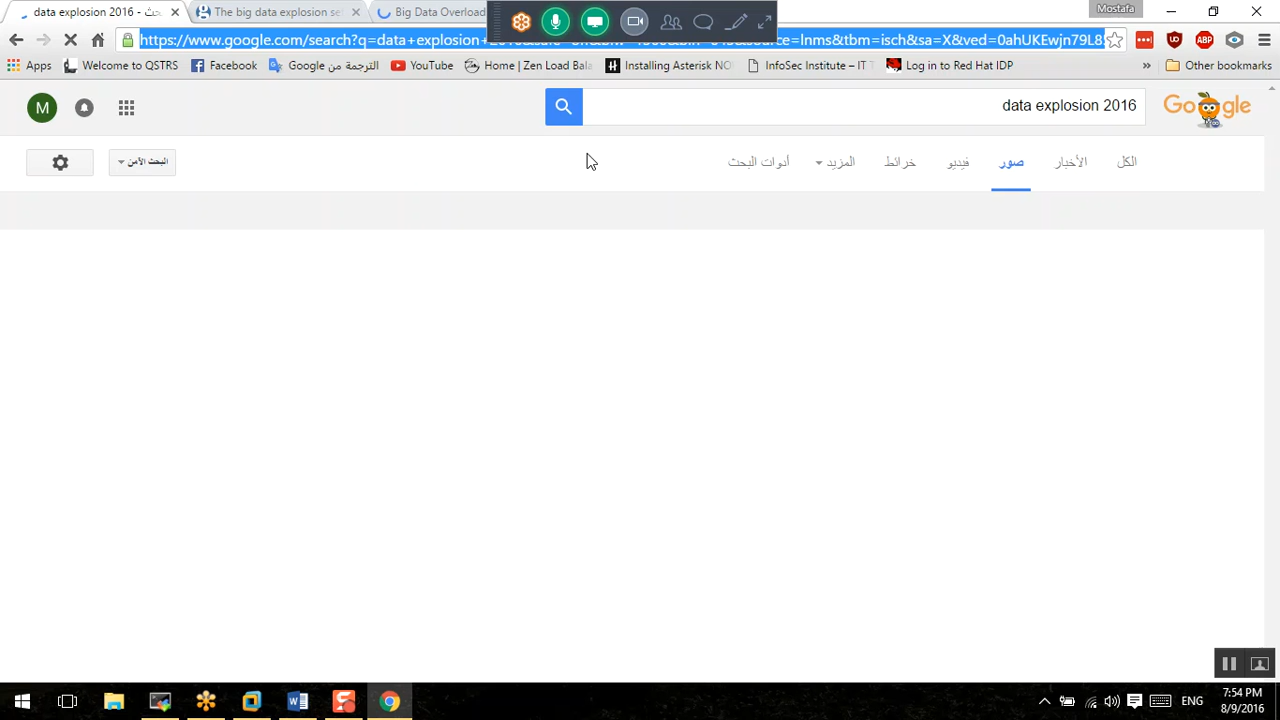 data explosion 2016 - بحث
The big data explosion se
Big Data Overload
Mostafa
https://www.google.com/search?q=data+explosion+
=lnms&tbm=isch&sa=X&ved=0ahUKEwjn79L8
Apps
Welcome to QSTRS
Facebook
الترجمة من Google
YouTube
Home | Zen Load Bala
Installing Asterisk NO
InfoSec Institute – IT T
Log in to Red Hat IDP
»
Other bookmarks
M
data explosion 2016
Google
البحث الآمن
أدوات البحث
المزيد
خرائط
فيديو
صور
الأخبار
الكل
ENG
7:54 PM
8/9/2016